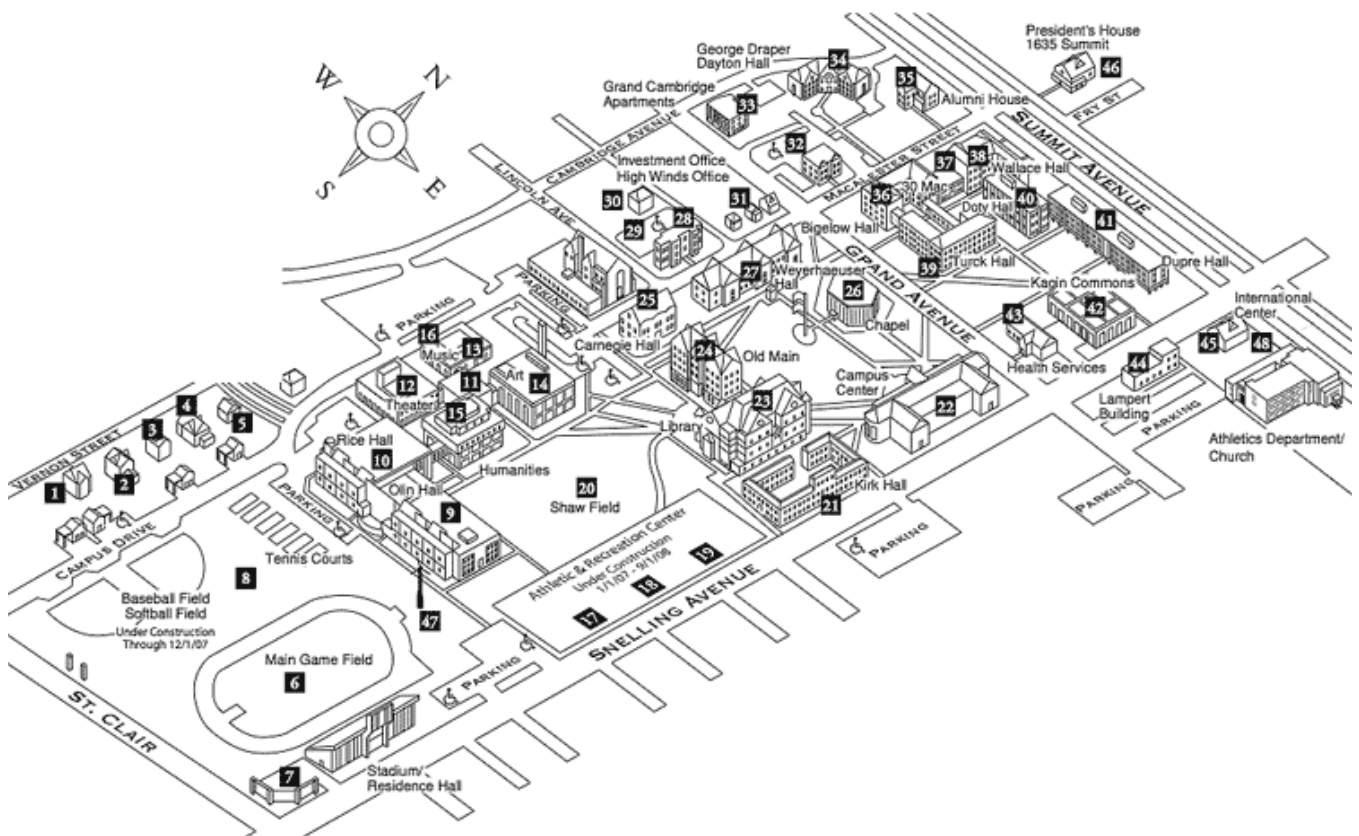 President's House
1635 Summit
46
George Draper
Dayton Hall
34
35
Alumni House
FRY ST
SUMMIT AVENUE
Grand Cambridge
Apartments
33
CAMBRIDGE AVENUE
W
N
S
E
32
MACALESTER STREET
37
38
Wallace Hall
LINCOLN AVE
Investment Office
High Winds Office
30
31
29
28
36
30 Mac
Doty Hall
40
41
Bigelow Hall
39
Turck Hall
Dupre Hall
GRAND AVENUE
27
Weyerhaeuser
Hall
26
Chapel
Kagin Commons
42
43
Health Services
International
Center
45
48
44
Lampert
Building
PARKING
Athletics Department/
Church
PARKING
25
Carnegie Hall
PARKING
16
Music
13
24
Old Main
Campus
Center
22
12
Theater
11
Art
14
15
23
Library
VERNON STREET
1
2
3
4
5
Rice Hall
10
Humanities
Olin Hall
9
20
Shaw Field
Kirk Hall
21
PARKING
PARKING
PARKING
CAMPUS DRIVE
Tennis Courts
8
Athletic & Recreation Center
Under Construction
1/1/07 - 9/1/08
17
18
19
SNELLING AVENUE
Baseball Field
Softball Field
Under Construction
Through 12/1/07
47
Main Game Field
6
PARKING
ST. CLAIR
7
Stadium/
Residence Hall